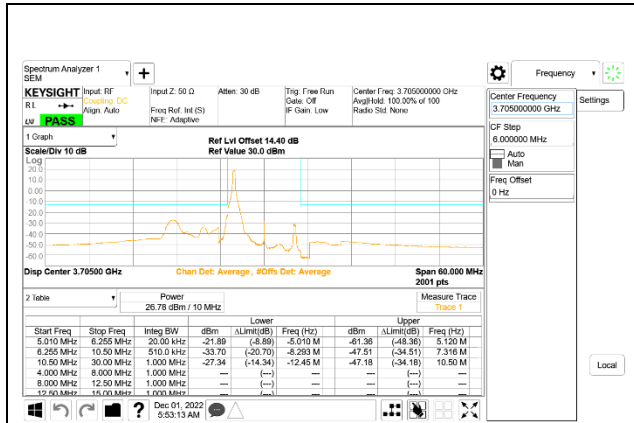 Spectrum Analyzer 1
SEM
Frequency
KEYSIGHT
Input: RF
Coupling: DC
Align: Auto
Input Z: 50 Ω
Freq Ref: Int (S)
NFE: Adaptive
Atten: 30 dB
Trig: Free Run
Gate: Off
IF Gain: Low
Center Freq: 3.705000000 GHz
Avg|Hold: 100.00% of 100
Radio Std: None
RL
PASS
Center Frequency
3.705000000 GHz
Settings
CF Step
6.000000 MHz
Auto
Man
Freq Offset
0 Hz
Local
1 Graph
Scale/Div 10 dB
Ref Lvl Offset 14.40 dB
Ref Value 30.0 dBm
Log
20.0
10.0
0.00
-10.0
-20.0
-30.0
-40.0
-50.0
-60.0
Disp Center 3.70500 GHz
Chan Det: Average , #Offs Det: Average
Span 60.000 MHz
2001 pts
2 Table
Power
26.78 dBm / 10 MHz
Measure Trace
Trace 1
Lower Upper
Start Freq Stop Freq Integ BW dBm ΔLimit(dB) Freq (Hz) dBm ΔLimit(dB) Freq (Hz)
5.010 MHz 6.255 MHz 20.00 kHz -21.89 (-8.89) -5.010 M -61.36 (-48.36) 5.120 M
6.255 MHz 10.50 MHz 510.0 kHz -33.70 (-20.70) -8.293 M -47.51 (-34.51) 7.316 M
10.50 MHz 30.00 MHz 1.000 MHz -27.34 (-14.34) -12.45 M -47.18 (-34.18) 10.50 M
4.000 MHz 8.000 MHz 1.000 MHz --- (---) --- --- (---) ---
8.000 MHz 12.50 MHz 1.000 MHz --- (---) --- --- (---) ---
12.50 MHz 15.00 MHz 1.000 MHz --- (---) --- --- (---) ---
Dec 01, 2022
5:53:13 AM